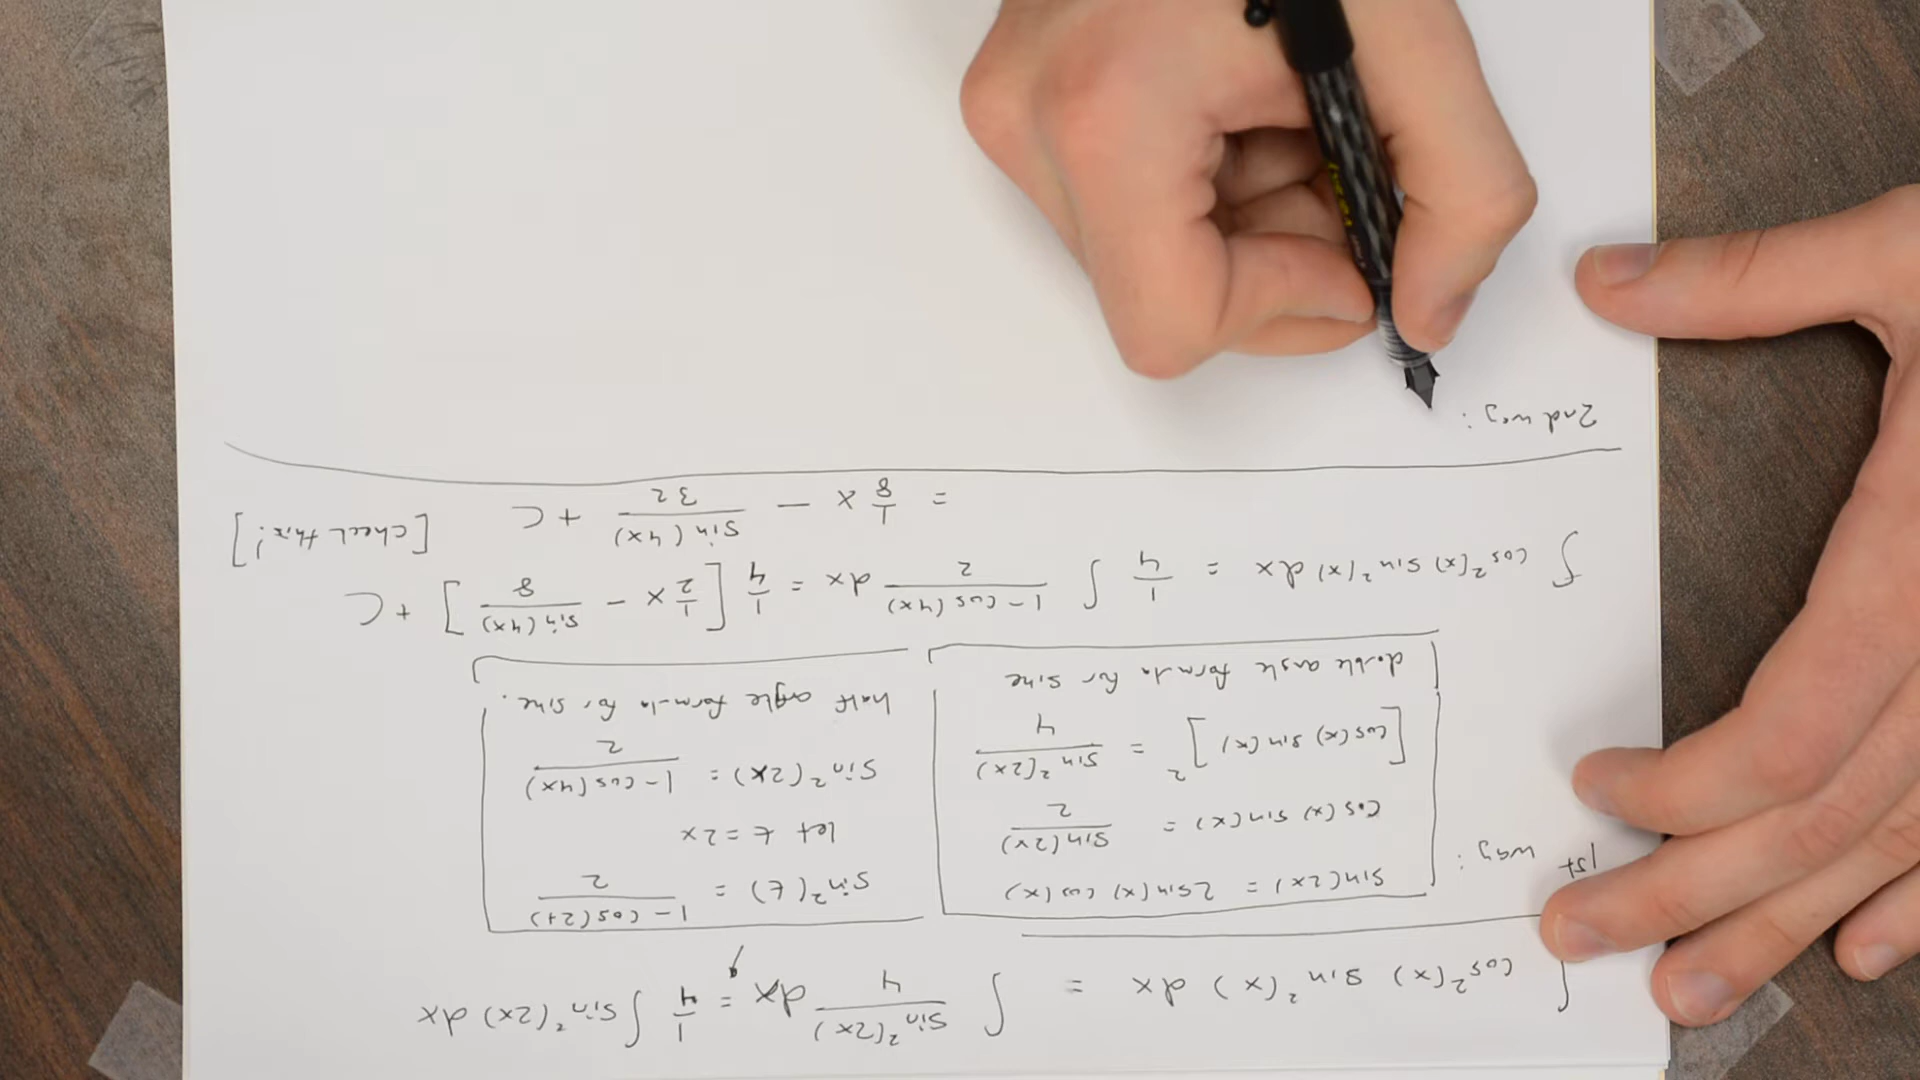 ∫ cos²(x) sin²(x) dx = ∫ sin²(2x)/4 dx = 1/4 ∫ sin²(2x) dx
1st way:
sin(2x) = 2sin(x) cos(x)
cos(x) sin(x) = sin(2x)/2
[cos(x) sin(x)]² = sin²(2x)/4
double angle formula for sine
sin²(t) = 1-cos(2t)/2
let t = 2x
sin²(2x) = 1-cos(4x)/2
half angle formula for sine.
∫ cos²(x) sin²(x) dx = 1/4 ∫ 1-cos(4x)/2 dx = 1/4 [1/2 x - sin(4x)/8] + C
= 1/8 x - sin(4x)/32 + C [check this!]
2nd way: